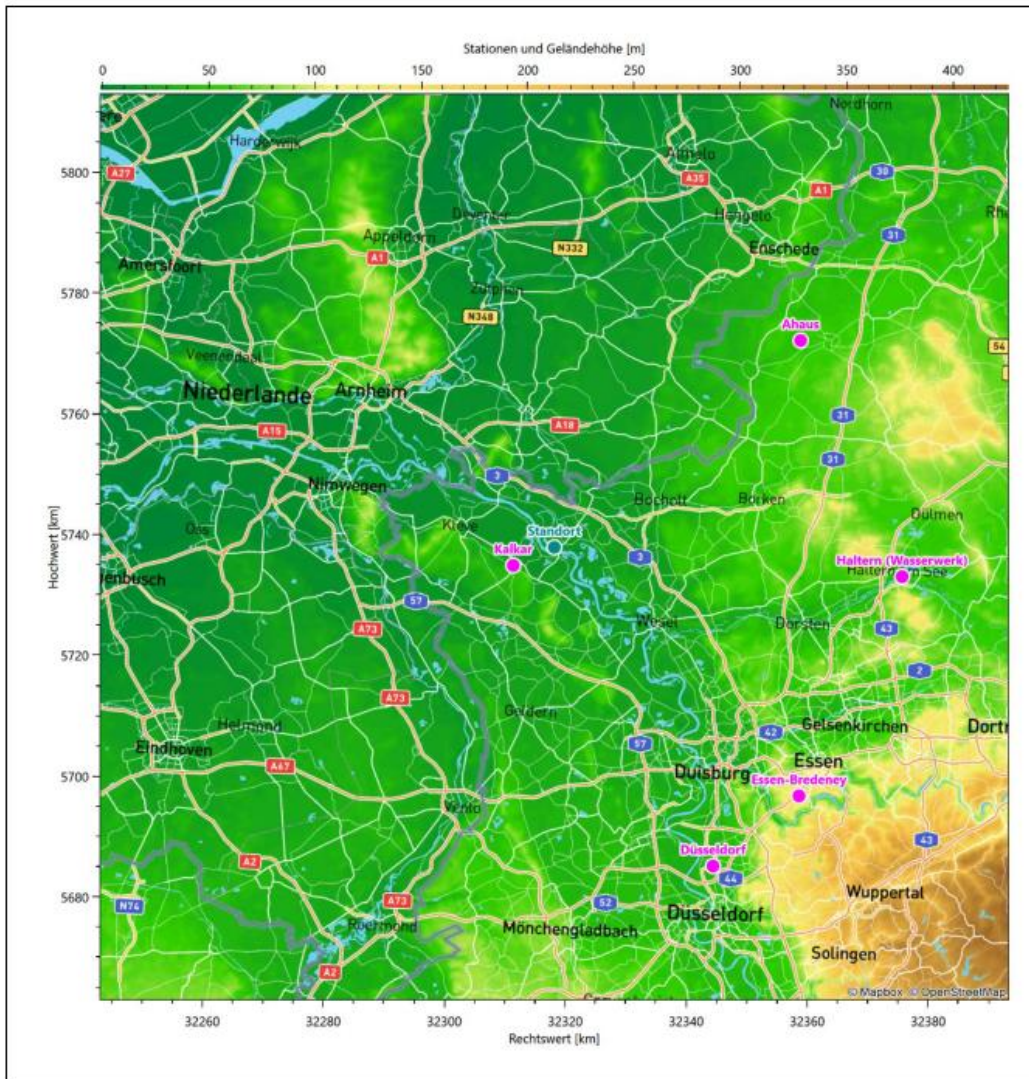 Stationen und Geländehöhe [m]
0 50 100 150 200 250 300 350 400
Nordhorn
Harderwijk
A27
Almelo
A35
A1
30
5800
Deventer
Hengelo
31
Appeldorn
A1
N332
Enschede
Amersfoort
5780
Zutphen
N348
Ahaus
Veenendaal
54
Niederlande
Arnheim
5760
A15
A18
31
31
3
Nimwegen
Bocholt
Borken
Dülmen
Oss
Kleve
Standort
5740
Kalkar
3
Haltern (Wasserwerk)
Haltern am See
enbusch
57
Wesel
Dorsten
43
A73
5720
2
A73
Geldern
Helmond
42
Gelsenkirchen
Dortm
Eindhoven
57
A67
Duisburg
Essen
Essen-Bredeney
5700
Venlo
43
Düsseldorf
A2
44
5680
N74
A73
52
Wuppertal
Roermond
Mönchengladbach
Düsseldorf
Solingen
A2
© Mapbox © OpenStreetMap
32260 32280 32300 32320 32340 32360 32380
Rechtswert [km]
Hochwert [km]